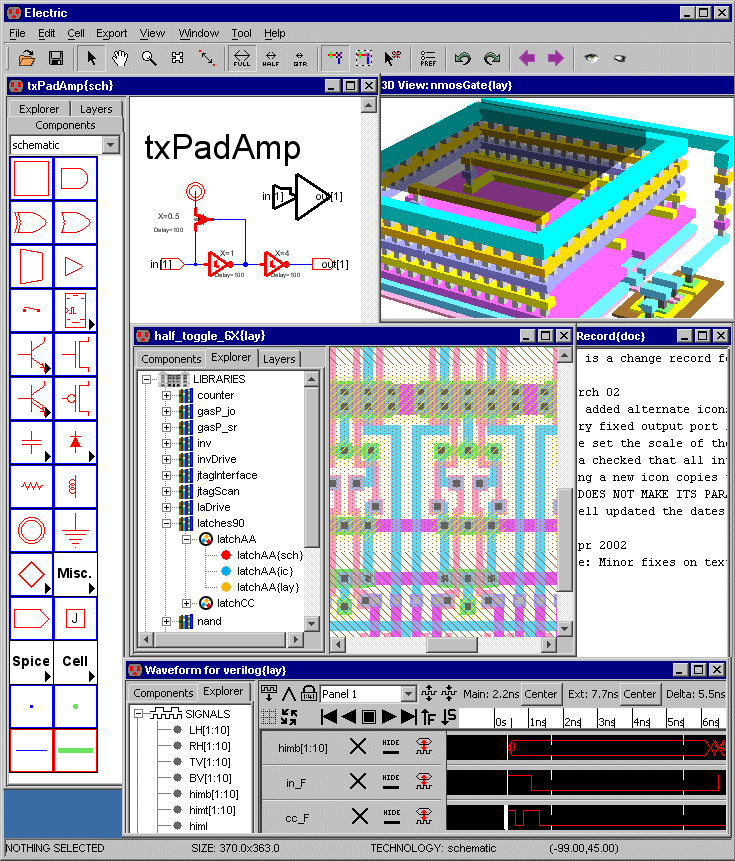 Electric
File Edit Cell Export View Window Tool Help
FULL HALF QTR PREF
txPadAmp{sch}
3D View: nmosGate{lay}
Explorer Layers
Components
schematic
Misc.
J
Spice Cell
txPadAmp
in[1] out[1]
X=0.5
Delay=100
X=1 X=4
in[1] out[1]
Delay=100 Delay=100
half_toggle_6X{lay}
Components Explorer Layers
LIBRARIES
counter
gasP_jo
gasP_sr
inv
invDrive
jtagInterface
jtagScan
laDrive
latches90
latchAA
latchAA{sch}
latchAA{ic}
latchAA{lay}
latchCC
nand
Record{doc}
is a change record fo
rch 02
added alternate icon
ry fixed output port
e set the scale of the
a checked that all in
ng a new icon copies
DOES NOT MAKE ITS PARA
ell updated the dates
pr 2002
e: Minor fixes on tex
Waveform for verilog{lay}
Components Explorer
Panel 1
Main: 2.2ns Center Ext: 7.7ns Center Delta: 5.5ns
0s 1ns 2ns 3ns 4ns 5ns 6ns
SIGNALS
LH[1:10]
RH[1:10]
TV[1:10]
BV[1:10]
himb[1:10]
himt[1:10]
himl
himb[1:10] HIDE
in_F HIDE
cc_F HIDE
NOTHING SELECTED SIZE: 370.0x363.0 TECHNOLOGY: schematic (-99.00,45.00)